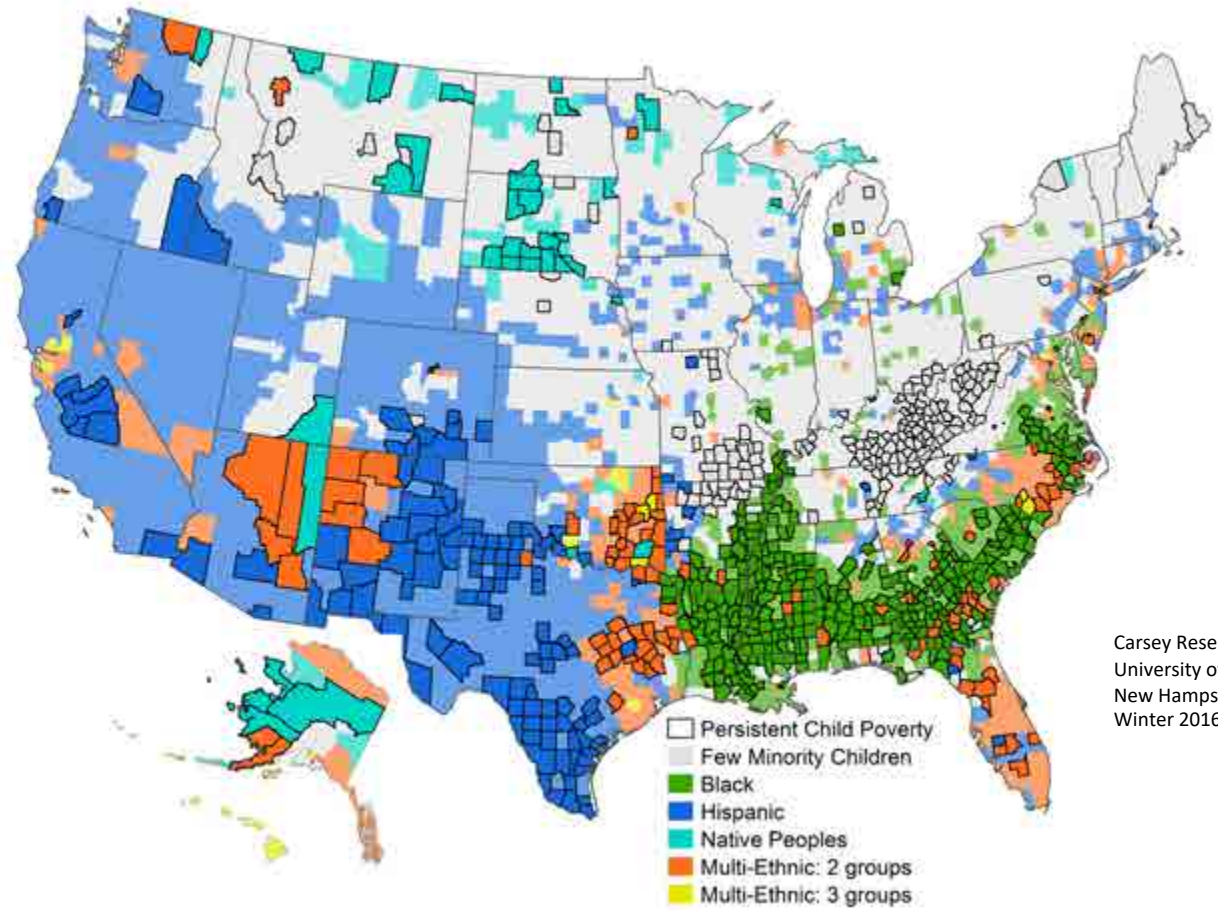 Carsey Rese
University o
New Hamps
Winter 2016
Persistent Child Poverty
Few Minority Children
Black
Hispanic
Native Peoples
Multi-Ethnic: 2 groups
Multi-Ethnic: 3 groups